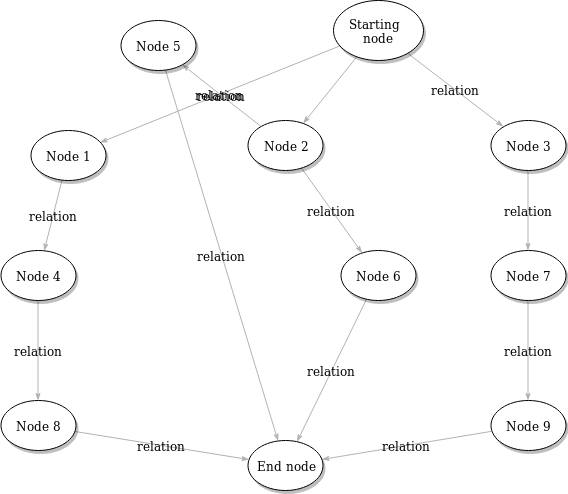 Starting
node
Node 5
relation
relation
relation
Node 1
Node 2
Node 3
relation
relation
relation
relation
Node 4
Node 6
Node 7
relation
relation
relation
Node 8
Node 9
relation
relation
End node